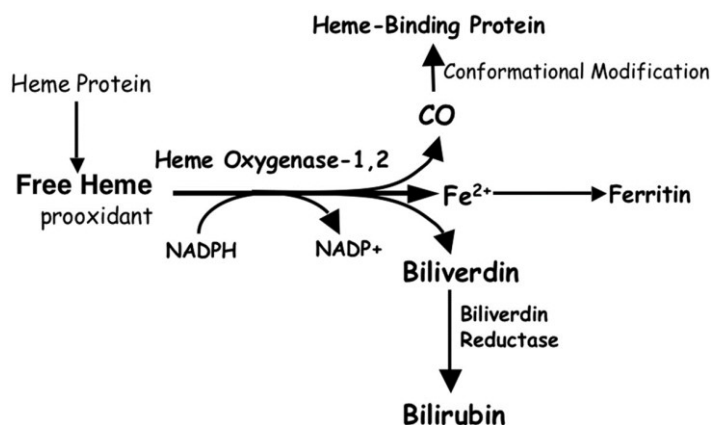 Heme-Binding Protein
Conformational Modification
Heme Protein
CO
Heme Oxygenase-1,2
Free Heme
prooxidant
Fe²⁺
Ferritin
NADPH
NADP+
Biliverdin
Biliverdin
Reductase
Bilirubin